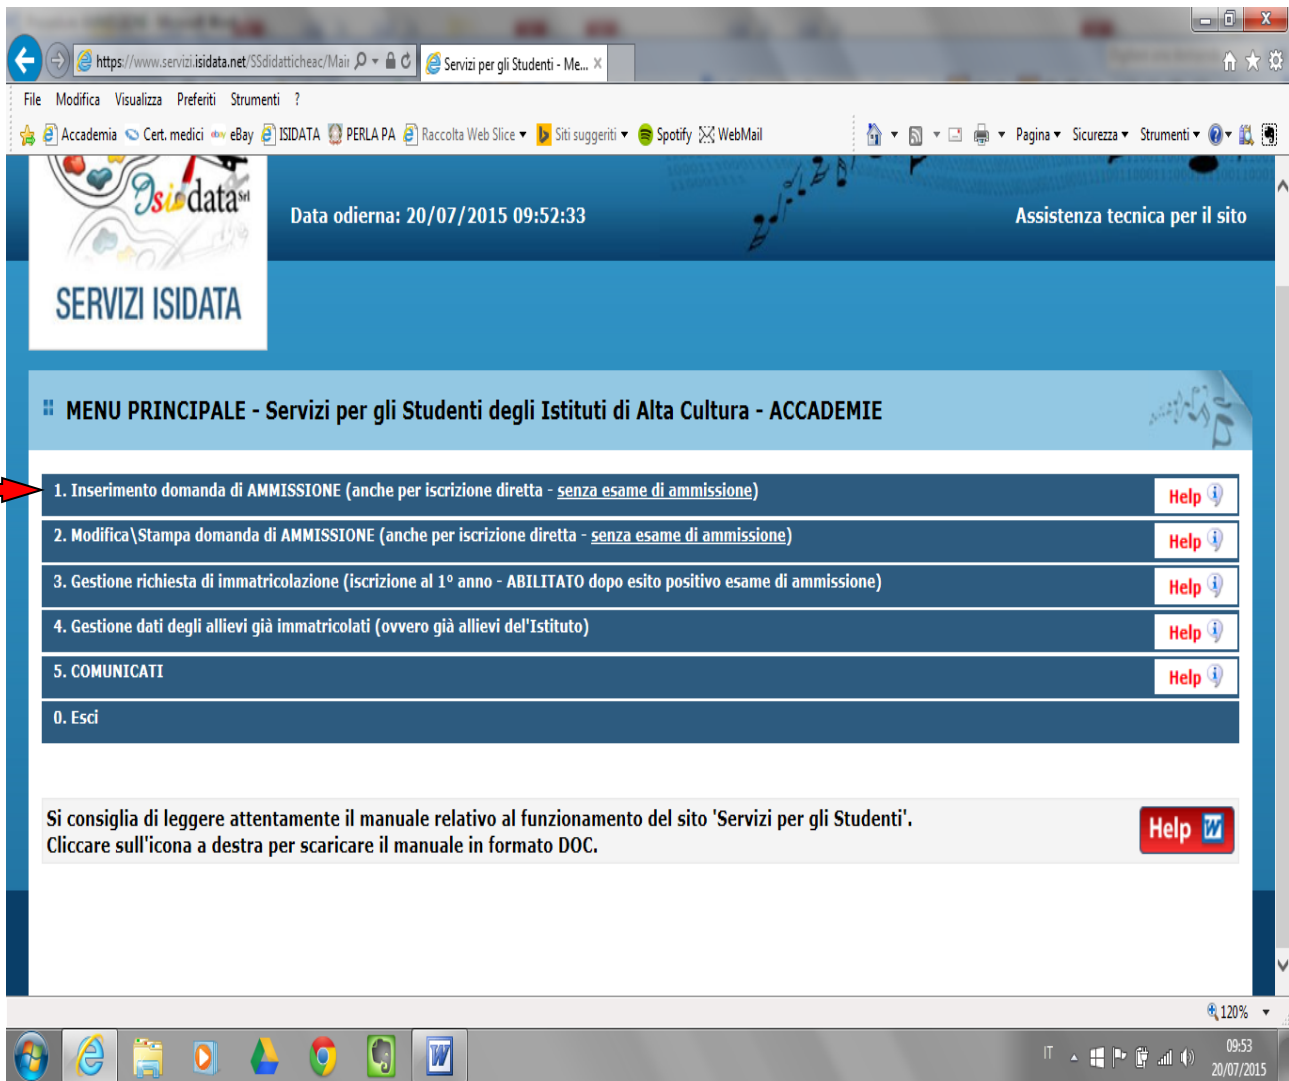 https://www.servizi.isidata.net/SSdidatticheac/Mair
Servizi per gli Studenti - Me...
File Modifica Visualizza Preferiti Strumenti ?
Accademia Cert. medici eBay ISIDATA PERLA PA Raccolta Web Slice Siti suggeriti Spotify WebMail Pagina Sicurezza Strumenti
Isidata Srl
Data odierna: 20/07/2015 09:52:33
Assistenza tecnica per il sito
SERVIZI ISIDATA
MENU PRINCIPALE - Servizi per gli Studenti degli Istituti di Alta Cultura - ACCADEMIE
1. Inserimento domanda di AMMISSIONE (anche per iscrizione diretta - senza esame di ammissione)
Help
2. Modifica\Stampa domanda di AMMISSIONE (anche per iscrizione diretta - senza esame di ammissione)
Help
3. Gestione richiesta di immatricolazione (iscrizione al 1° anno - ABILITATO dopo esito positivo esame di ammissione)
Help
4. Gestione dati degli allievi già immatricolati (ovvero già allievi del'Istituto)
Help
5. COMUNICATI
Help
0. Esci
Si consiglia di leggere attentamente il manuale relativo al funzionamento del sito 'Servizi per gli Studenti'.
Cliccare sull'icona a destra per scaricare il manuale in formato DOC.
Help
120%
IT
09:53
20/07/2015